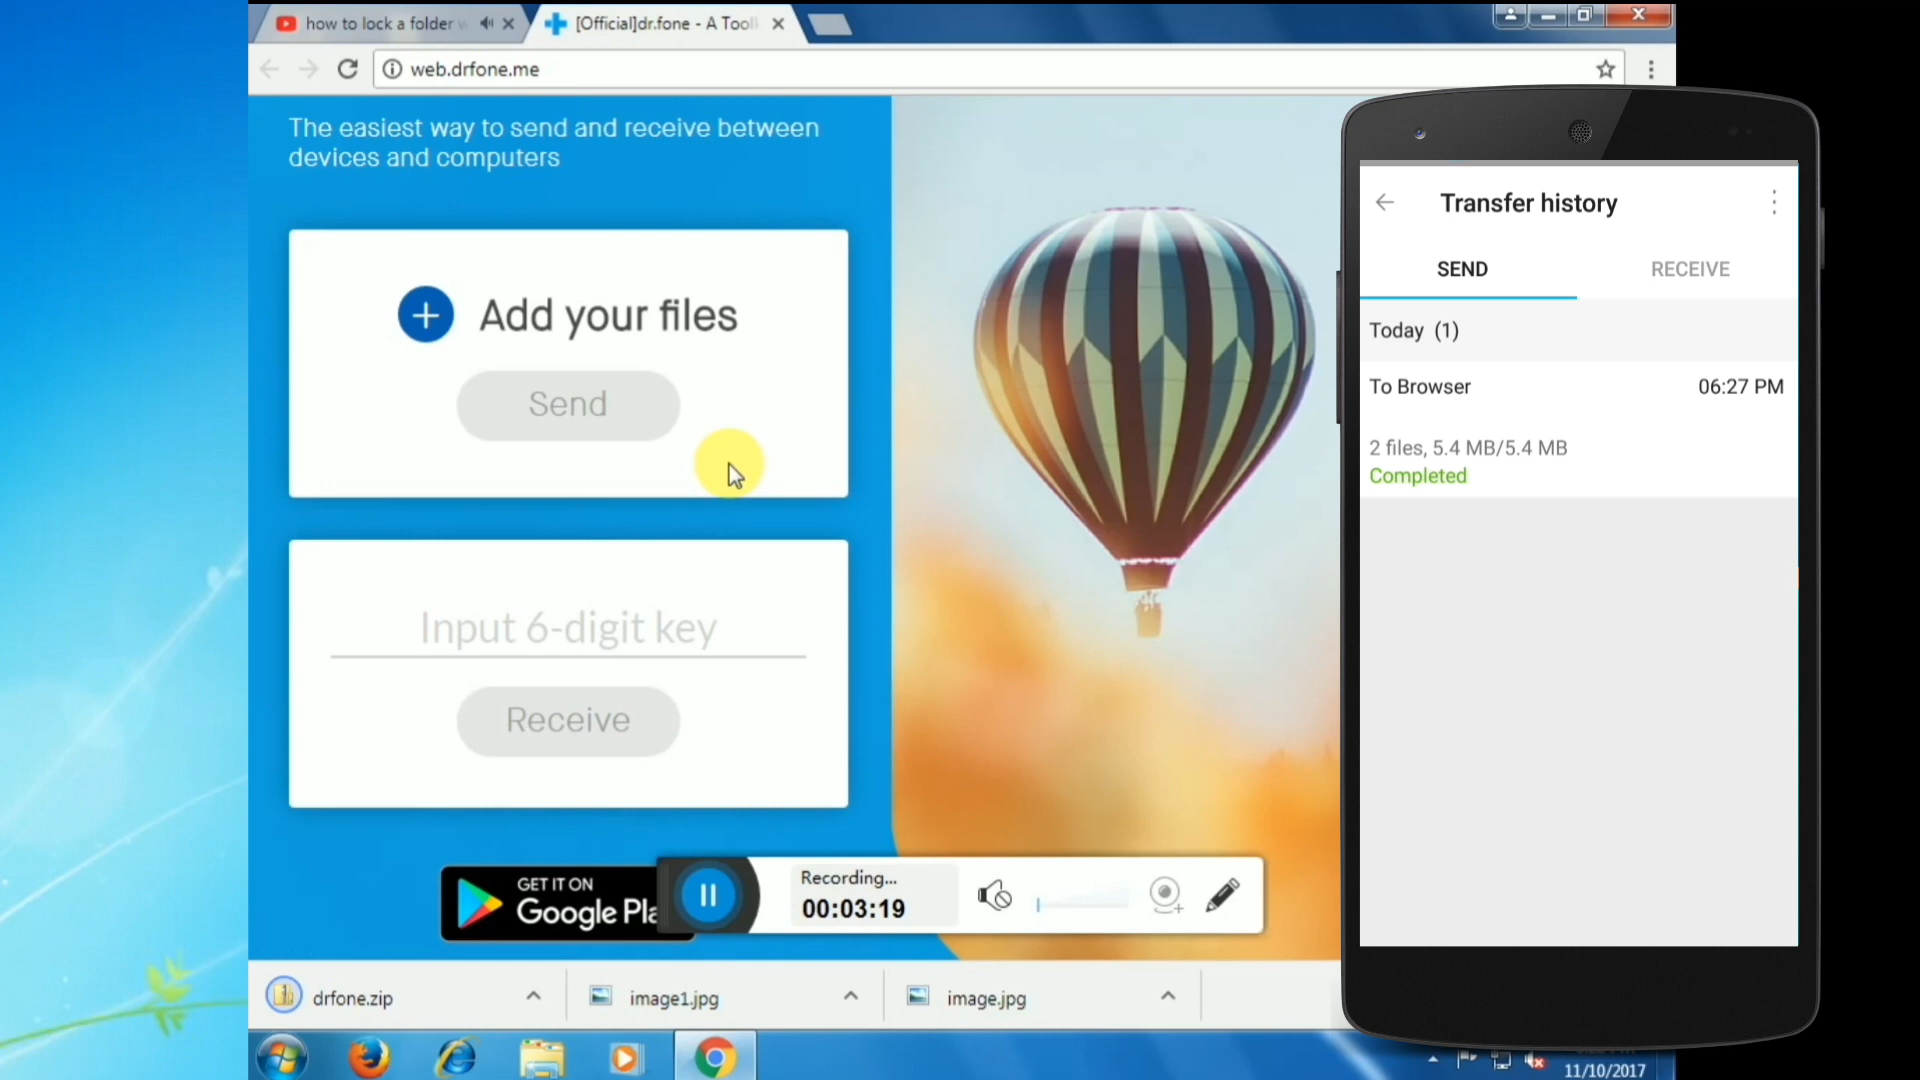 how to lock a folder
[Official]dr.fone - A Tool
web.drfone.me
The easiest way to send and receive between
devices and computers
Add your files
Send
Input 6-digit key
Receive
GET IT ON
Google Pla
Recording...
00:03:19
drfone.zip
image1.jpg
image.jpg
11/10/2017
Transfer history
SEND
RECEIVE
Today (1)
To Browser
06:27 PM
2 files, 5.4 MB/5.4 MB
Completed